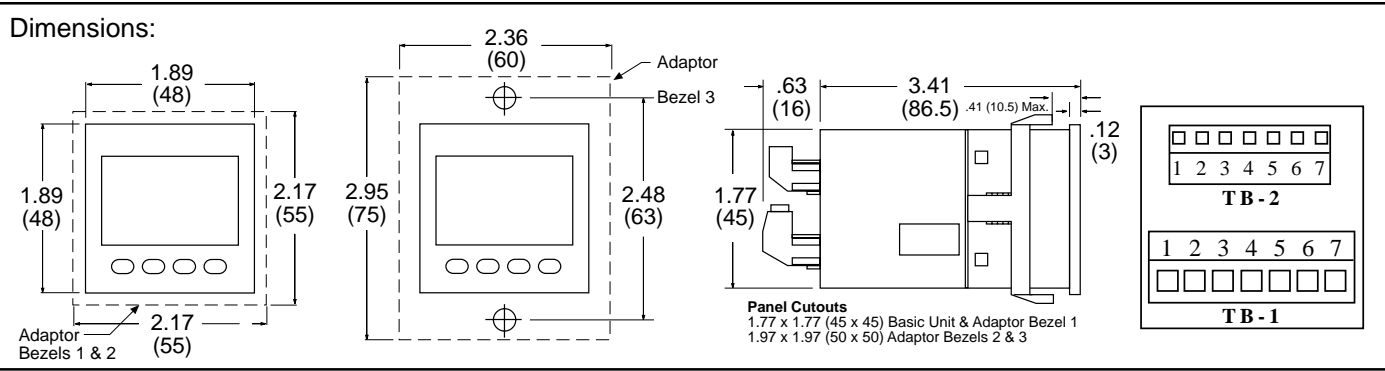 Dimensions:
1.89
(48)
1.89
(48)
2.17
(55)
2.17
(55)
Adaptor
Bezels 1 & 2
2.36
(60)
Adaptor
Bezel 3
2.95
(75)
2.48
(63)
.63
(16)
3.41
(86.5)
.41 (10.5) Max.
.12
(3)
1.77
(45)
Panel Cutouts
1.77 x 1.77 (45 x 45) Basic Unit & Adaptor Bezel 1
1.97 x 1.97 (50 x 50) Adaptor Bezels 2 & 3
1 2 3 4 5 6 7
TB-2
1 2 3 4 5 6 7
TB-1